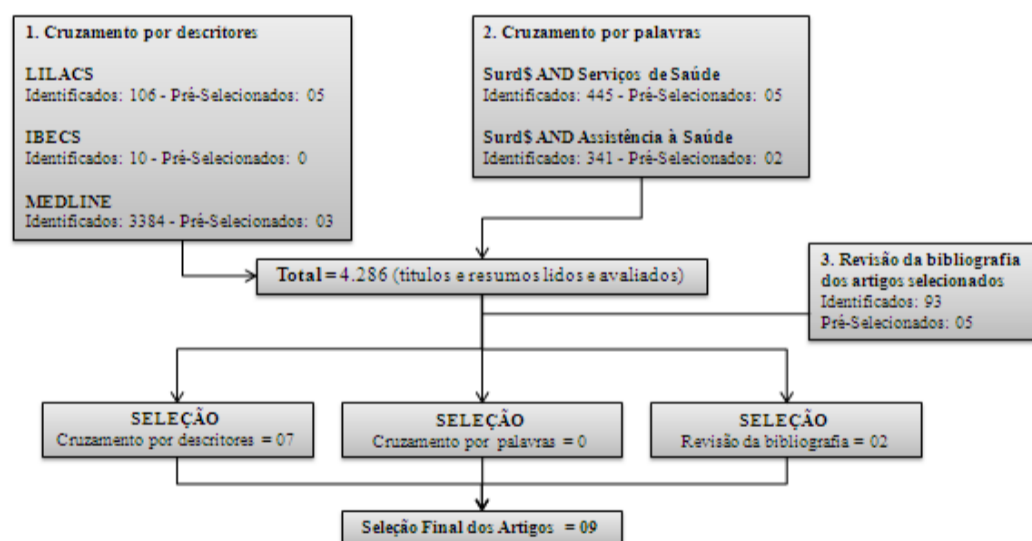 1. Cruzamento por descritores
LILACS
Identificados: 106 - Pré-Selecionados: 05
IBECS
Identificados: 10 - Pré-Selecionados: 0
MEDLINE
Identificados: 3384 - Pré-Selecionados: 03
2. Cruzamento por palavras
Surd$ AND Serviços de Saúde
Identificados: 445 - Pré-Selecionados: 05
Surd$ AND Assistência à Saúde
Identificados: 341 - Pré-Selecionados: 02
Total = 4.286 (títulos e resumos lidos e avaliados)
3. Revisão da bibliografia
dos artigos selecionados
Identificados: 93
Pré-Selecionados: 05
SELEÇÃO
Cruzamento por descritores = 07
SELEÇÃO
Cruzamento por palavras = 0
SELEÇÃO
Revisão da bibliografia = 02
Seleção Final dos Artigos = 09